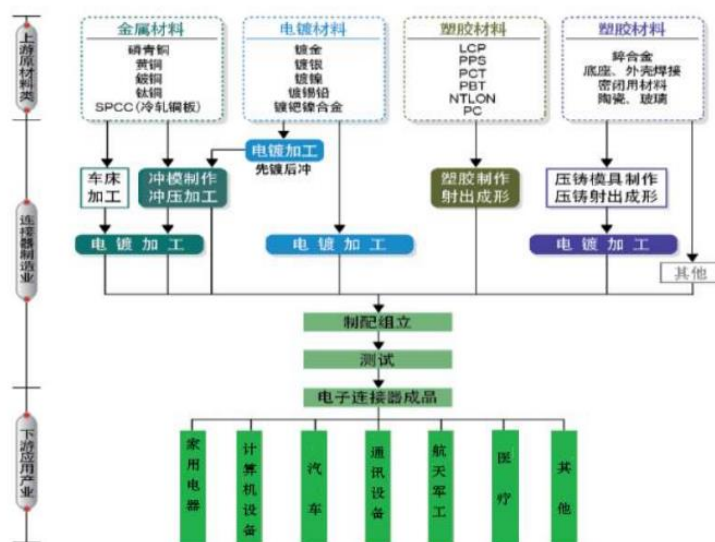 上游原材料类
金属材料
磷青铜
黄铜
铍铜
钛铜
SPCC(冷轧铜板)
电镀材料
镀金
镀银
镀镍
镀锡铅
镀钯镍合金
塑胶材料
LCP
PPS
PCT
PBT
NTLON
PC
塑胶材料
锌合金
底座、外壳焊接
密闭用材料
陶瓷、玻璃
连接器制造业
车床
加工
冲模制作
冲压加工
电镀加工
先镀后冲
塑胶制作
射出成形
压铸模具制作
压铸射出成形
电镀加工
电镀加工
电镀加工
其他
制配组立
测试
电子连接器成品
下游应用产业
家用电器
计算机设备
汽车
通讯设备
航天军工
医疗
其他